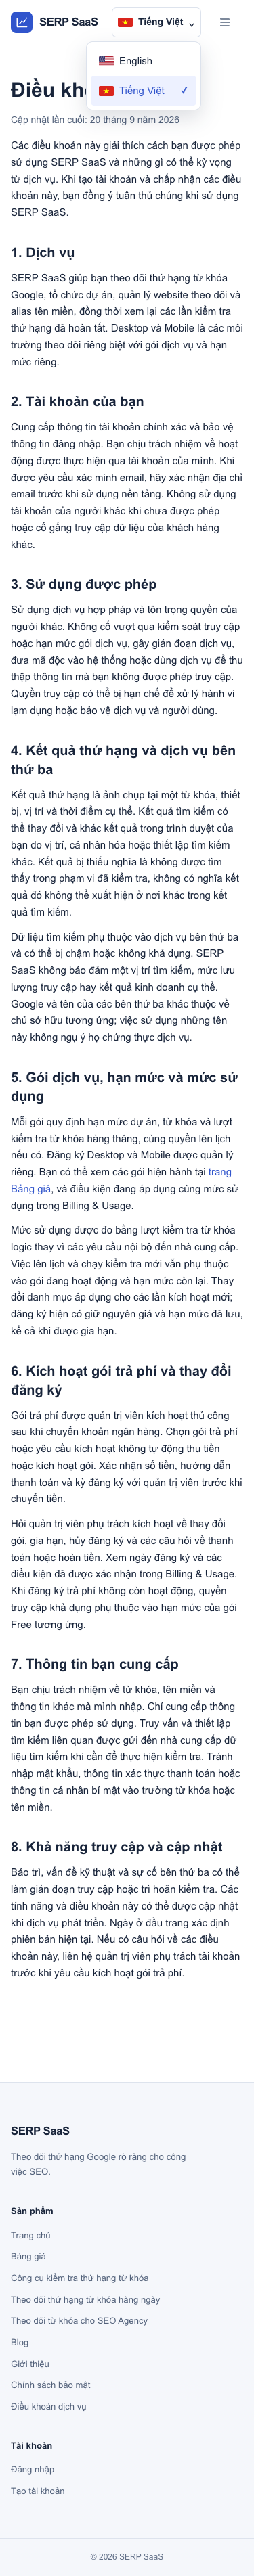 SERP SaaS
Tiếng Việt
English
Tiếng Việt ✓
Điều kho
Cập nhật lần cuối: 20 tháng 9 năm 2026
Các điều khoản này giải thích cách bạn được phép
sử dụng SERP SaaS và những gì có thể kỳ vọng
từ dịch vụ. Khi tạo tài khoản và chấp nhận các điều
khoản này, bạn đồng ý tuân thủ chúng khi sử dụng
SERP SaaS.
1. Dịch vụ
SERP SaaS giúp bạn theo dõi thứ hạng từ khóa
Google, tổ chức dự án, quản lý website theo dõi và
alias tên miền, đồng thời xem lại các lần kiểm tra
thứ hạng đã hoàn tất. Desktop và Mobile là các môi
trường theo dõi riêng biệt với gói dịch vụ và hạn
mức riêng.
2. Tài khoản của bạn
Cung cấp thông tin tài khoản chính xác và bảo vệ
thông tin đăng nhập. Bạn chịu trách nhiệm về hoạt
động được thực hiện qua tài khoản của mình. Khi
được yêu cầu xác minh email, hãy xác nhận địa chỉ
email trước khi sử dụng nền tảng. Không sử dụng
tài khoản của người khác khi chưa được phép
hoặc cố gắng truy cập dữ liệu của khách hàng
khác.
3. Sử dụng được phép
Sử dụng dịch vụ hợp pháp và tôn trọng quyền của
người khác. Không cố vượt qua kiểm soát truy cập
hoặc hạn mức gói dịch vụ, gây gián đoạn dịch vụ,
đưa mã độc vào hệ thống hoặc dùng dịch vụ để thu
thập thông tin mà bạn không được phép truy cập.
Quyền truy cập có thể bị hạn chế để xử lý hành vi
lạm dụng hoặc bảo vệ dịch vụ và người dùng.
4. Kết quả thứ hạng và dịch vụ bên
thứ ba
Kết quả thứ hạng là ảnh chụp tại một từ khóa, thiết
bị, vị trí và thời điểm cụ thể. Kết quả tìm kiếm có
thể thay đổi và khác kết quả trong trình duyệt của
bạn do vị trí, cá nhân hóa hoặc thiết lập tìm kiếm
khác. Kết quả bị thiếu nghĩa là không được tìm
thấy trong phạm vi đã kiểm tra, không có nghĩa kết
quả đó không thể xuất hiện ở nơi khác trong kết
quả tìm kiếm.
Dữ liệu tìm kiếm phụ thuộc vào dịch vụ bên thứ ba
và có thể bị chậm hoặc không khả dụng. SERP
SaaS không bảo đảm một vị trí tìm kiếm, mức lưu
lượng truy cập hay kết quả kinh doanh cụ thể.
Google và tên của các bên thứ ba khác thuộc về
chủ sở hữu tương ứng; việc sử dụng những tên
này không ngụ ý họ chứng thực dịch vụ.
5. Gói dịch vụ, hạn mức và mức sử
dụng
Mỗi gói quy định hạn mức dự án, từ khóa và lượt
kiểm tra từ khóa hàng tháng, cùng quyền lên lịch
nếu có. Đăng ký Desktop và Mobile được quản lý
riêng. Bạn có thể xem các gói hiện hành tại trang
Bảng giá, và điều kiện đang áp dụng cùng mức sử
dụng trong Billing & Usage.
Mức sử dụng được đo bằng lượt kiểm tra từ khóa
logic thay vì các yêu cầu nội bộ đến nhà cung cấp.
Việc lên lịch và chạy kiểm tra mới vẫn phụ thuộc
vào gói đang hoạt động và hạn mức còn lại. Thay
đổi danh mục áp dụng cho các lần kích hoạt mới;
đăng ký hiện có giữ nguyên giá và hạn mức đã lưu,
kể cả khi được gia hạn.
6. Kích hoạt gói trả phí và thay đổi
đăng ký
Gói trả phí được quản trị viên kích hoạt thủ công
sau khi chuyển khoản ngân hàng. Chọn gói trả phí
hoặc yêu cầu kích hoạt không tự động thu tiền
hoặc kích hoạt gói. Xác nhận số tiền, hướng dẫn
thanh toán và kỳ đăng ký với quản trị viên trước khi
chuyển tiền.
Hỏi quản trị viên phụ trách kích hoạt về thay đổi
gói, gia hạn, hủy đăng ký và các câu hỏi về thanh
toán hoặc hoàn tiền. Xem ngày đăng ký và các
điều kiện đã được xác nhận trong Billing & Usage.
Khi đăng ký trả phí không còn hoạt động, quyền
truy cập khả dụng phụ thuộc vào hạn mức của gói
Free tương ứng.
7. Thông tin bạn cung cấp
Bạn chịu trách nhiệm về từ khóa, tên miền và
thông tin khác mà mình nhập. Chỉ cung cấp thông
tin bạn được phép sử dụng. Truy vấn và thiết lập
tìm kiếm liên quan được gửi đến nhà cung cấp dữ
liệu tìm kiếm khi cần để thực hiện kiểm tra. Tránh
nhập mật khẩu, thông tin xác thực thanh toán hoặc
thông tin cá nhân bí mật vào trường từ khóa hoặc
tên miền.
8. Khả năng truy cập và cập nhật
Bảo trì, vấn đề kỹ thuật và sự cố bên thứ ba có thể
làm gián đoạn truy cập hoặc trì hoãn kiểm tra. Các
tính năng và điều khoản này có thể được cập nhật
khi dịch vụ phát triển. Ngày ở đầu trang xác định
phiên bản hiện tại. Nếu có câu hỏi về các điều
khoản này, liên hệ quản trị viên phụ trách tài khoản
trước khi yêu cầu kích hoạt gói trả phí.
SERP SaaS
Theo dõi thứ hạng Google rõ ràng cho công
việc SEO.
Sản phẩm
Trang chủ
Bảng giá
Công cụ kiểm tra thứ hạng từ khóa
Theo dõi thứ hạng từ khóa hàng ngày
Theo dõi từ khóa cho SEO Agency
Blog
Giới thiệu
Chính sách bảo mật
Điều khoản dịch vụ
Tài khoản
Đăng nhập
Tạo tài khoản
© 2026 SERP SaaS